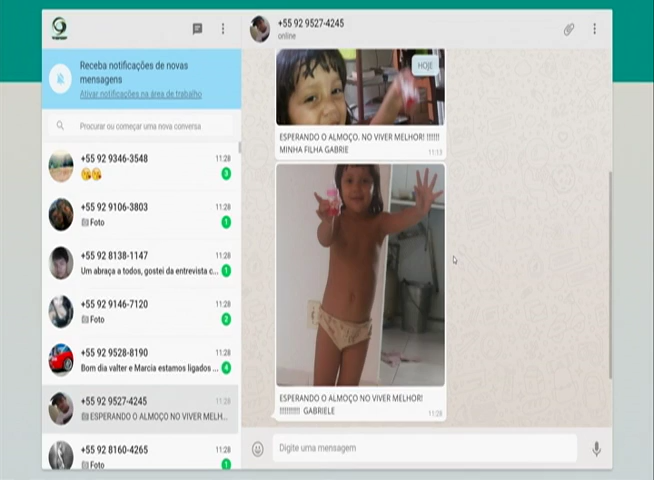 +55 92 9527-4245
online
Receba notificações de novas
mensagens
Ativar notificações na área de trabalho
Procurar ou começar uma nova conversa
+55 92 9346-3548
11:28
3
+55 92 9106-3803
11:28
Foto
1
+55 92 8138-1147
11:28
Um abraça a todos, gostei da entrevista c...
1
+55 92 9146-7120
11:28
Foto
2
+55 92 9528-8190
11:28
Bom dia valter e Marcia estamos ligados ...
4
+55 92 9527-4245
11:28
ESPERANDO O ALMOÇO NO VIVER MELH...
+55 92 8160-4265
11:28
Foto
1
HOJE
ESPERANDO O ALMOÇO. NO VIVER MELHOR! !!!!!!
MINHA FILHA GABRIE
11:13
ESPERANDO O ALMOÇO NO VIVER MELHOR!
!!!!!!!!!! GABRIELE
11:28
Digite uma mensagem